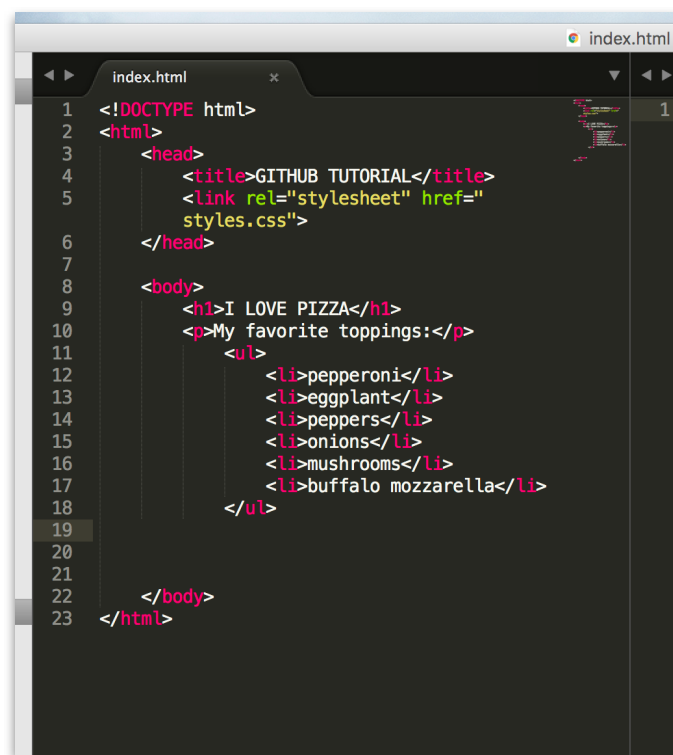 index.html
index.html ×
1 <!DOCTYPE html>
2 <html>
3 <head>
4 <title>GITHUB TUTORIAL</title>
5 <link rel="stylesheet" href="
styles.css">
6 </head>
7
8 <body>
9 <h1>I LOVE PIZZA</h1>
10 <p>My favorite toppings:</p>
11 <ul>
12 <li>pepperoni</li>
13 <li>eggplant</li>
14 <li>peppers</li>
15 <li>onions</li>
16 <li>mushrooms</li>
17 <li>buffalo mozzarella</li>
18 </ul>
19
20
21
22 </body>
23 </html>
1